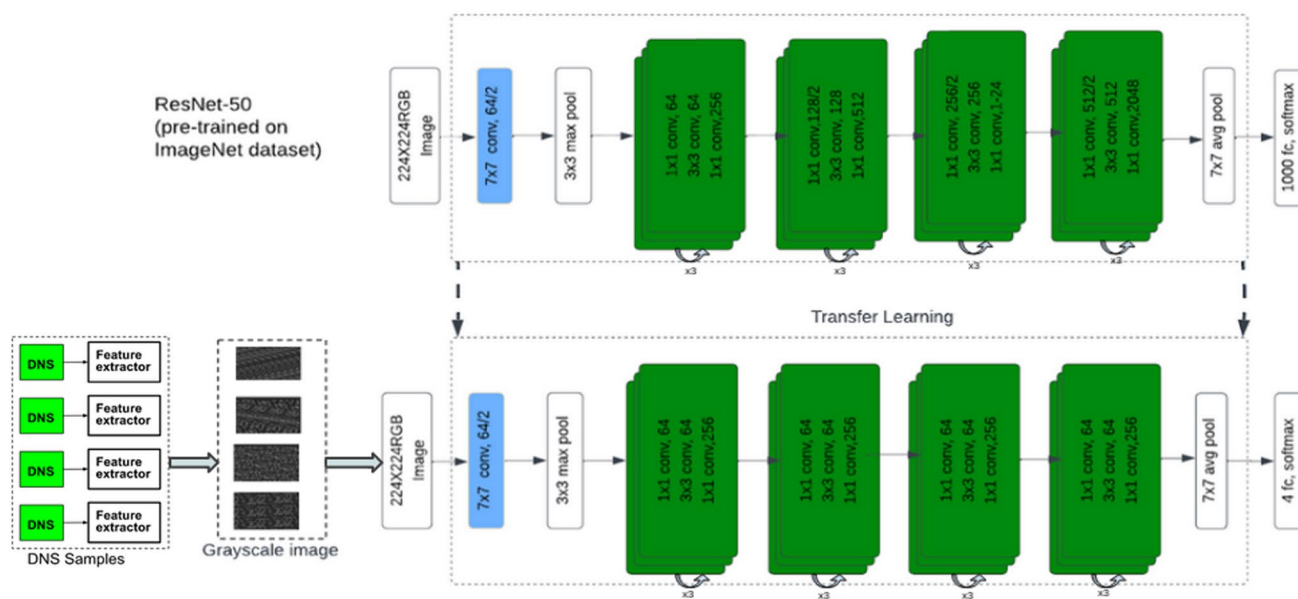 ResNet-50
(pre-trained on
ImageNet dataset)
224X224RGB
Image
7x7 conv, 64/2
3x3 max pool
1x1 conv, 64
3x3 conv, 64
1x1 conv,256
x3
1x1 conv,128/2
3x3 conv, 128
1x1 conv,512
x3
1x1 conv, 256/2
3x3 conv, 256
1x1 conv,1-24
x3
1x1 conv, 512/2
3x3 conv, 512
1x1 conv,2048
x3
7x7 avg pool
1000 fc, softmax
Transfer Learning
DNS
Feature
extractor
DNS
Feature
extractor
DNS
Feature
extractor
DNS
Feature
extractor
DNS Samples
Grayscale image
224X224RGB
Image
7x7 conv, 64/2
3x3 max pool
1x1 conv, 64
3x3 conv, 64
1x1 conv,256
x3
1x1 conv, 64
3x3 conv, 64
1x1 conv,256
x3
1x1 conv, 64
3x3 conv, 64
1x1 conv,256
x3
1x1 conv, 64
3x3 conv, 64
1x1 conv,256
x3
7x7 avg pool
4 fc, softmax